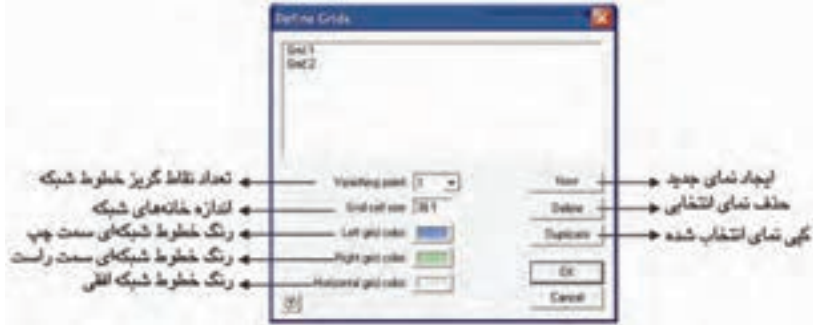 Define Grids
Grid 1
Grid 2
تعداد نقاط گریز خطوط شبکه
Vanishing point:
ایجاد نمای جدید
New
اندازه خانه‌های شبکه
Grid cell size:
حذف نمای انتخابی
Delete
رنگ خطوط شبکه‌ای سمت چپ
Left grid color:
کپی نمای انتخاب شده
Duplicate
رنگ خطوط شبکه‌ای سمت راست
Right grid color:
رنگ خطوط شبکه افقی
Horizontal grid color:
OK
Cancel